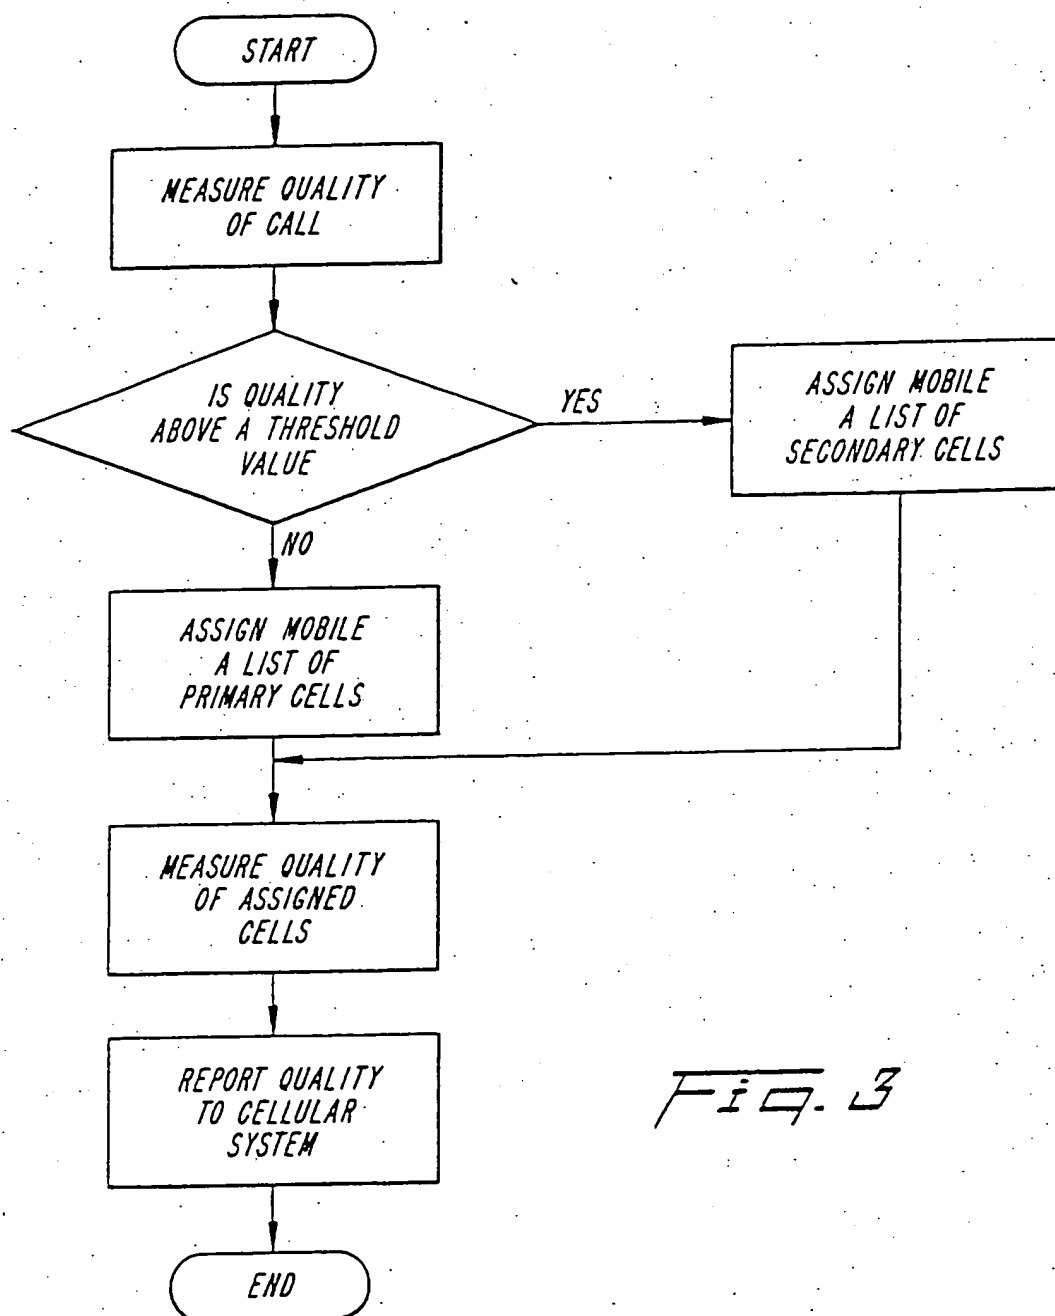 START
MEASURE QUALITY
OF CALL
IS QUALITY
ABOVE A THRESHOLD
VALUE
YES
ASSIGN MOBILE
A LIST OF
SECONDARY CELLS
NO
ASSIGN MOBILE
A LIST OF
PRIMARY CELLS
MEASURE QUALITY
OF ASSIGNED
CELLS
REPORT QUALITY
TO CELLULAR
SYSTEM
END
Fig. 3